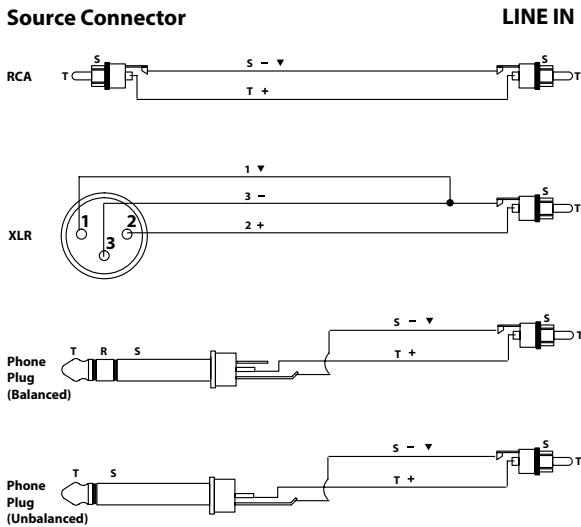 Source Connector LINE IN
S – ▼ S
S
RCA T T
T +
1 ▼
3 – S
1 2 2 + T
XLR 3
S – ▼ S
T R S T + T
Phone
Plug
(Balanced)
S – ▼ S
T S T + T
Phone
Plug
(Unbalanced)